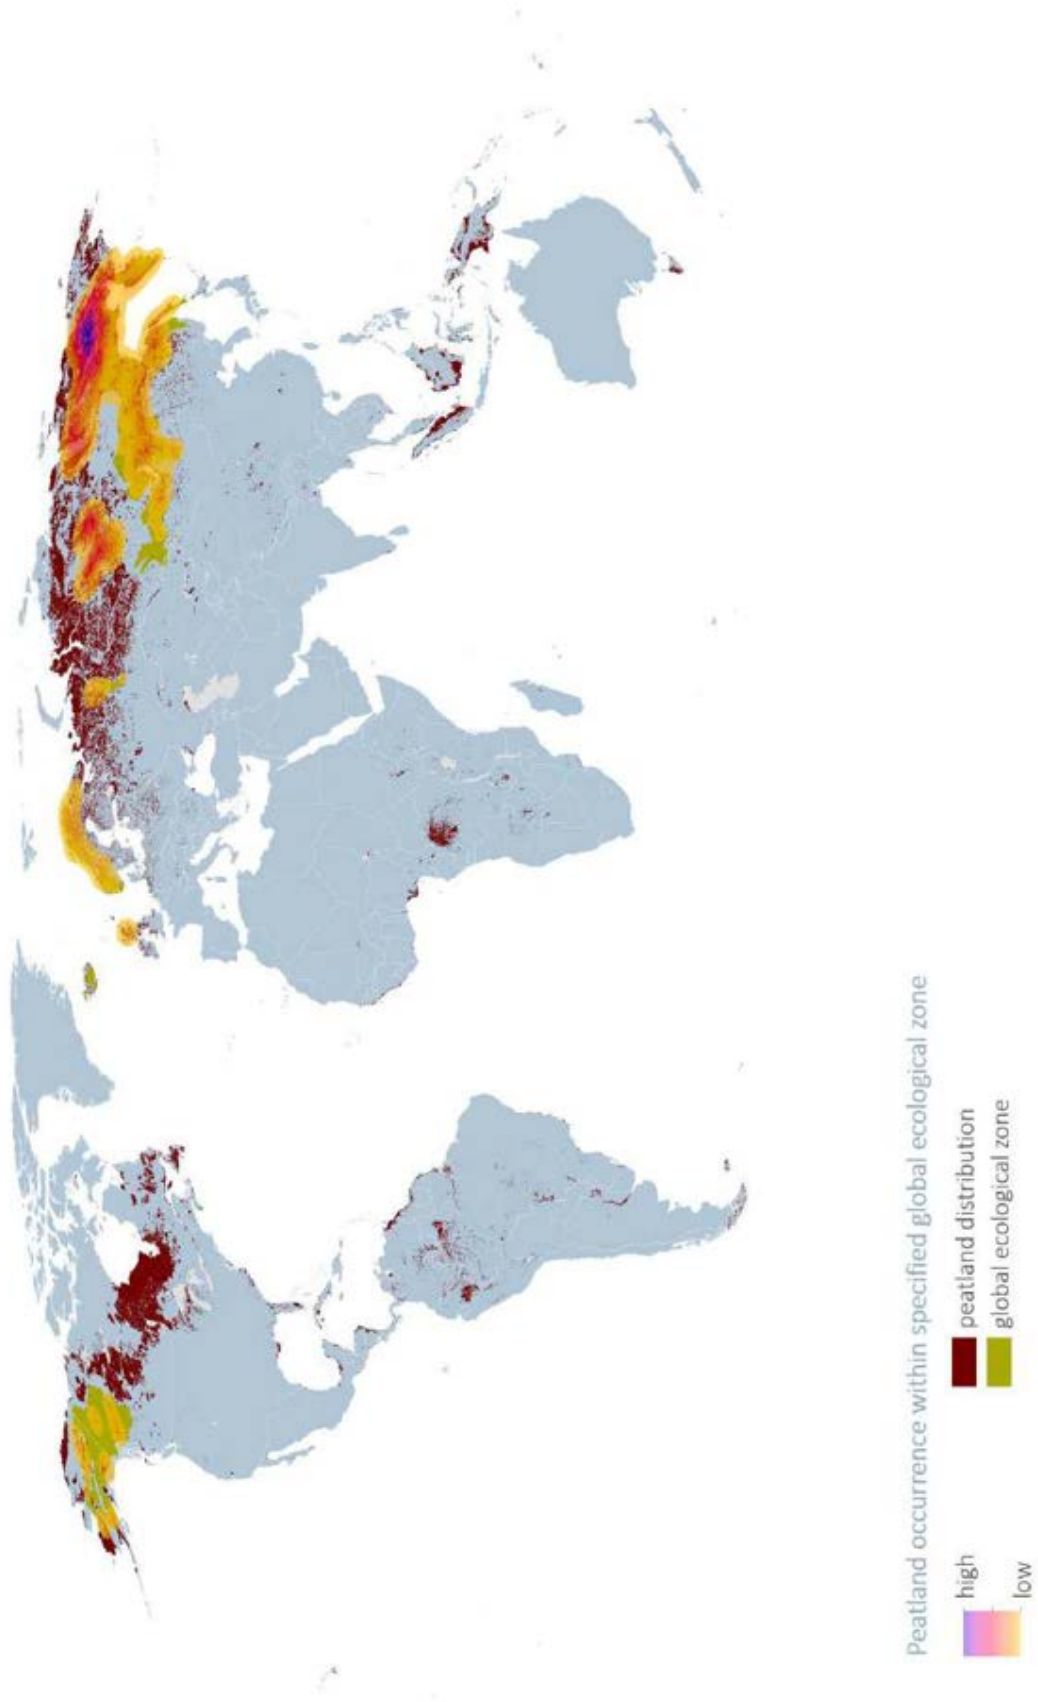 Peatland occurrence within specified global ecological zone
high
low
peatland distribution
global ecological zone